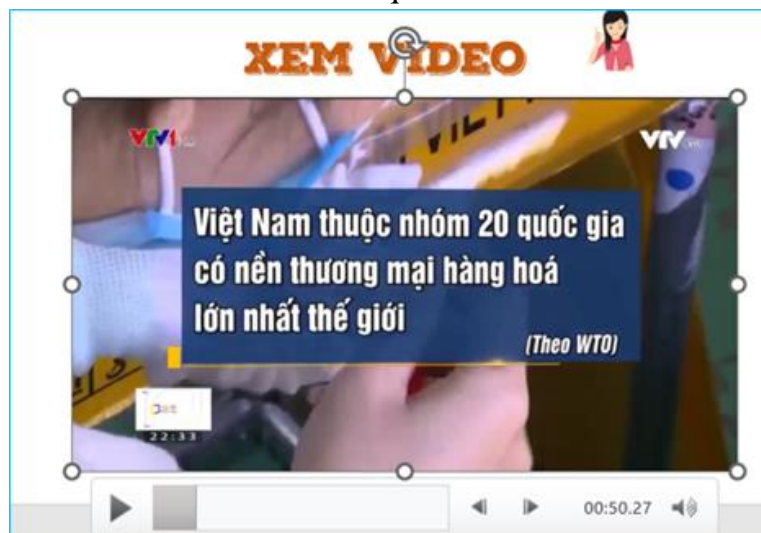 XEM VIDEO
VTV1
VTV
Việt Nam thuộc nhóm 20 quốc gia
có nền thương mại hàng hoá
lớn nhất thế giới
(Theo WTO)
22:33
00:50.27